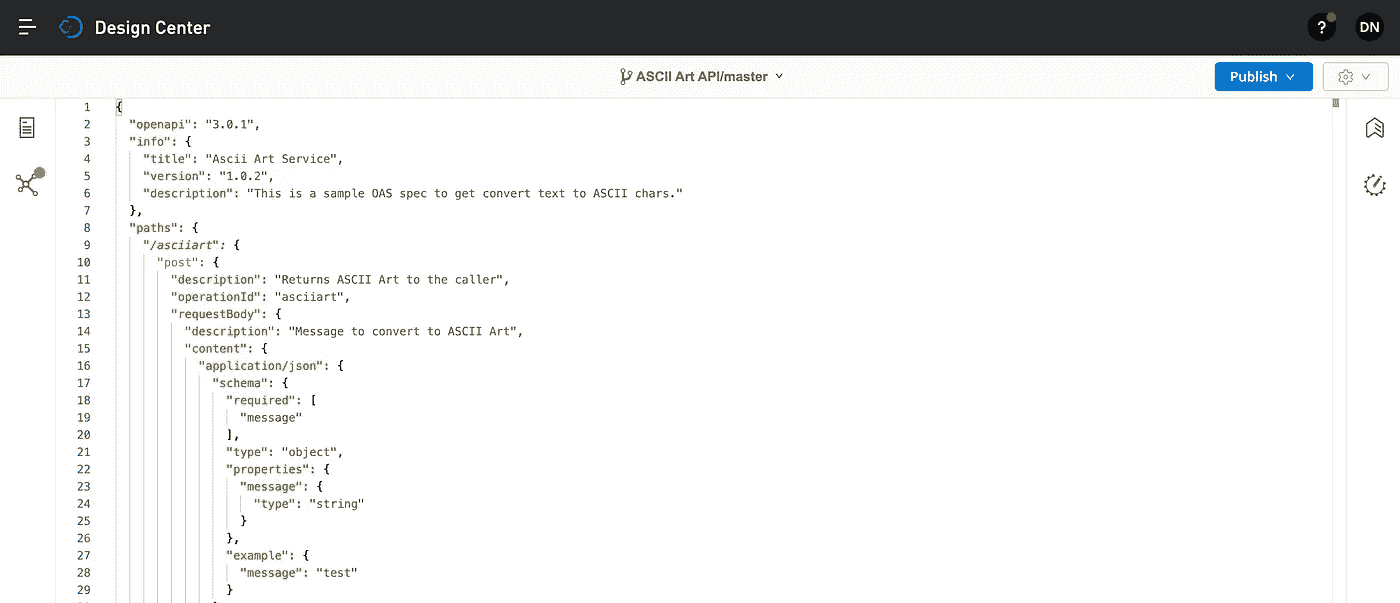 Design Center
?
DN
ASCII Art API/master
Publish
1 {
2 "openapi": "3.0.1",
3 "info": {
4 "title": "Ascii Art Service",
5 "version": "1.0.2",
6 "description": "This is a sample OAS spec to get convert text to ASCII chars."
7 },
8 "paths": {
9 "/asciiart": {
10 "post": {
11 "description": "Returns ASCII Art to the caller",
12 "operationId": "asciiart",
13 "requestBody": {
14 "description": "Message to convert to ASCII Art",
15 "content": {
16 "application/json": {
17 "schema": {
18 "required": [
19 "message"
20 ],
21 "type": "object",
22 "properties": {
23 "message": {
24 "type": "string"
25 }
26 },
27 "example": {
28 "message": "test"
29 }